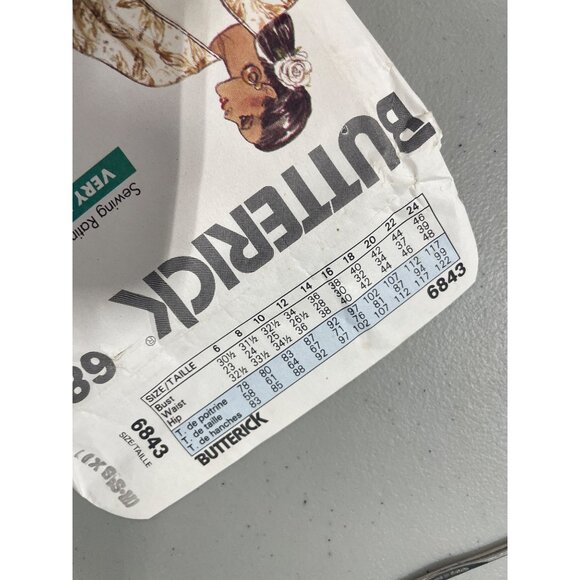 Sewing Ratin
VERY
BUTTERICK®
68
6843
SIZE/TAILLE
SIZE/TAILLE 6 8 10 12 14 16 18 20 22 24
Bust 30½ 31½ 32½ 34 36 38 40 42 44 46
Waist 23 24 25 26½ 28 30 32 34 37 39
Hip 32½ 33½ 34½ 36 38 40 42 44 46 48
T. de poitrine 78 80 83 87 92 97 102 107 112 117
T. de taille 58 61 64 67 71 76 81 87 94 99
T. de hanches 83 85 88 92 97 102 107 112 117 122
BUTTERICK
6843